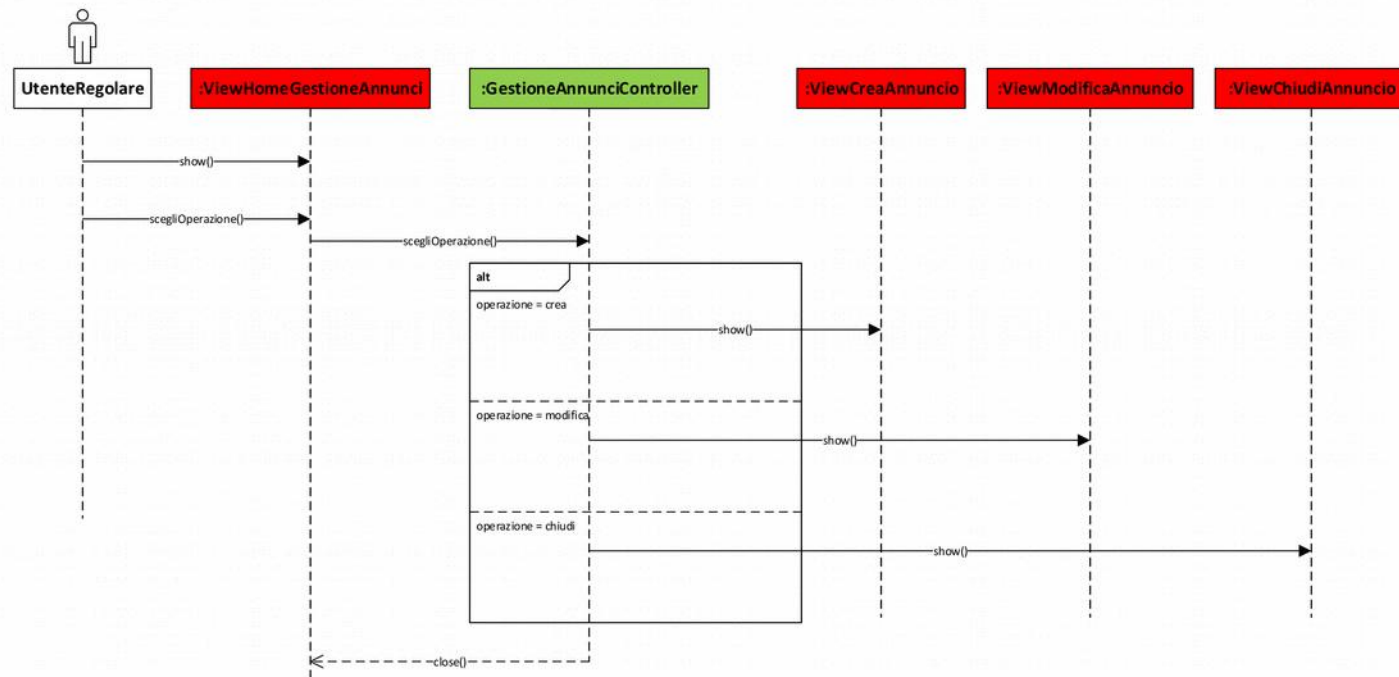 UtenteRegolare
:ViewHomeGestioneAnnunci
:GestioneAnnunciController
:ViewCreaAnnuncio
:ViewModificaAnnuncio
:ViewChiudiAnnuncio
show()
scegliOperazione()
scegliOperazione()
alt
operazione = crea
show()
operazione = modifica
show()
operazione = chiudi
show()
close()